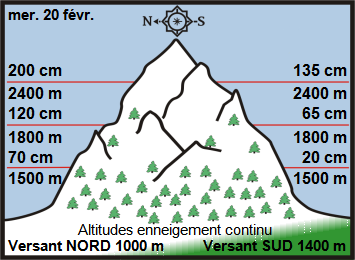 mer. 20 févr.
N S
200 cm 135 cm
2400 m 2400 m
120 cm 65 cm
1800 m 1800 m
70 cm 20 cm
1500 m 1500 m
Altitudes enneigement continu
Versant NORD 1000 m Versant SUD 1400 m